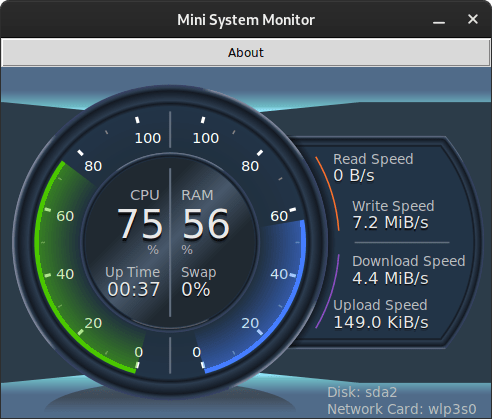 Mini System Monitor
About
100 100
80 80
60 60
40 40
20 20
0 0
CPU RAM
75 56
% %
Up Time Swap
00:37 0%
Read Speed
0 B/s
Write Speed
7.2 MiB/s
Download Speed
4.4 MiB/s
Upload Speed
149.0 KiB/s
Disk: sda2
Network Card: wlp3s0